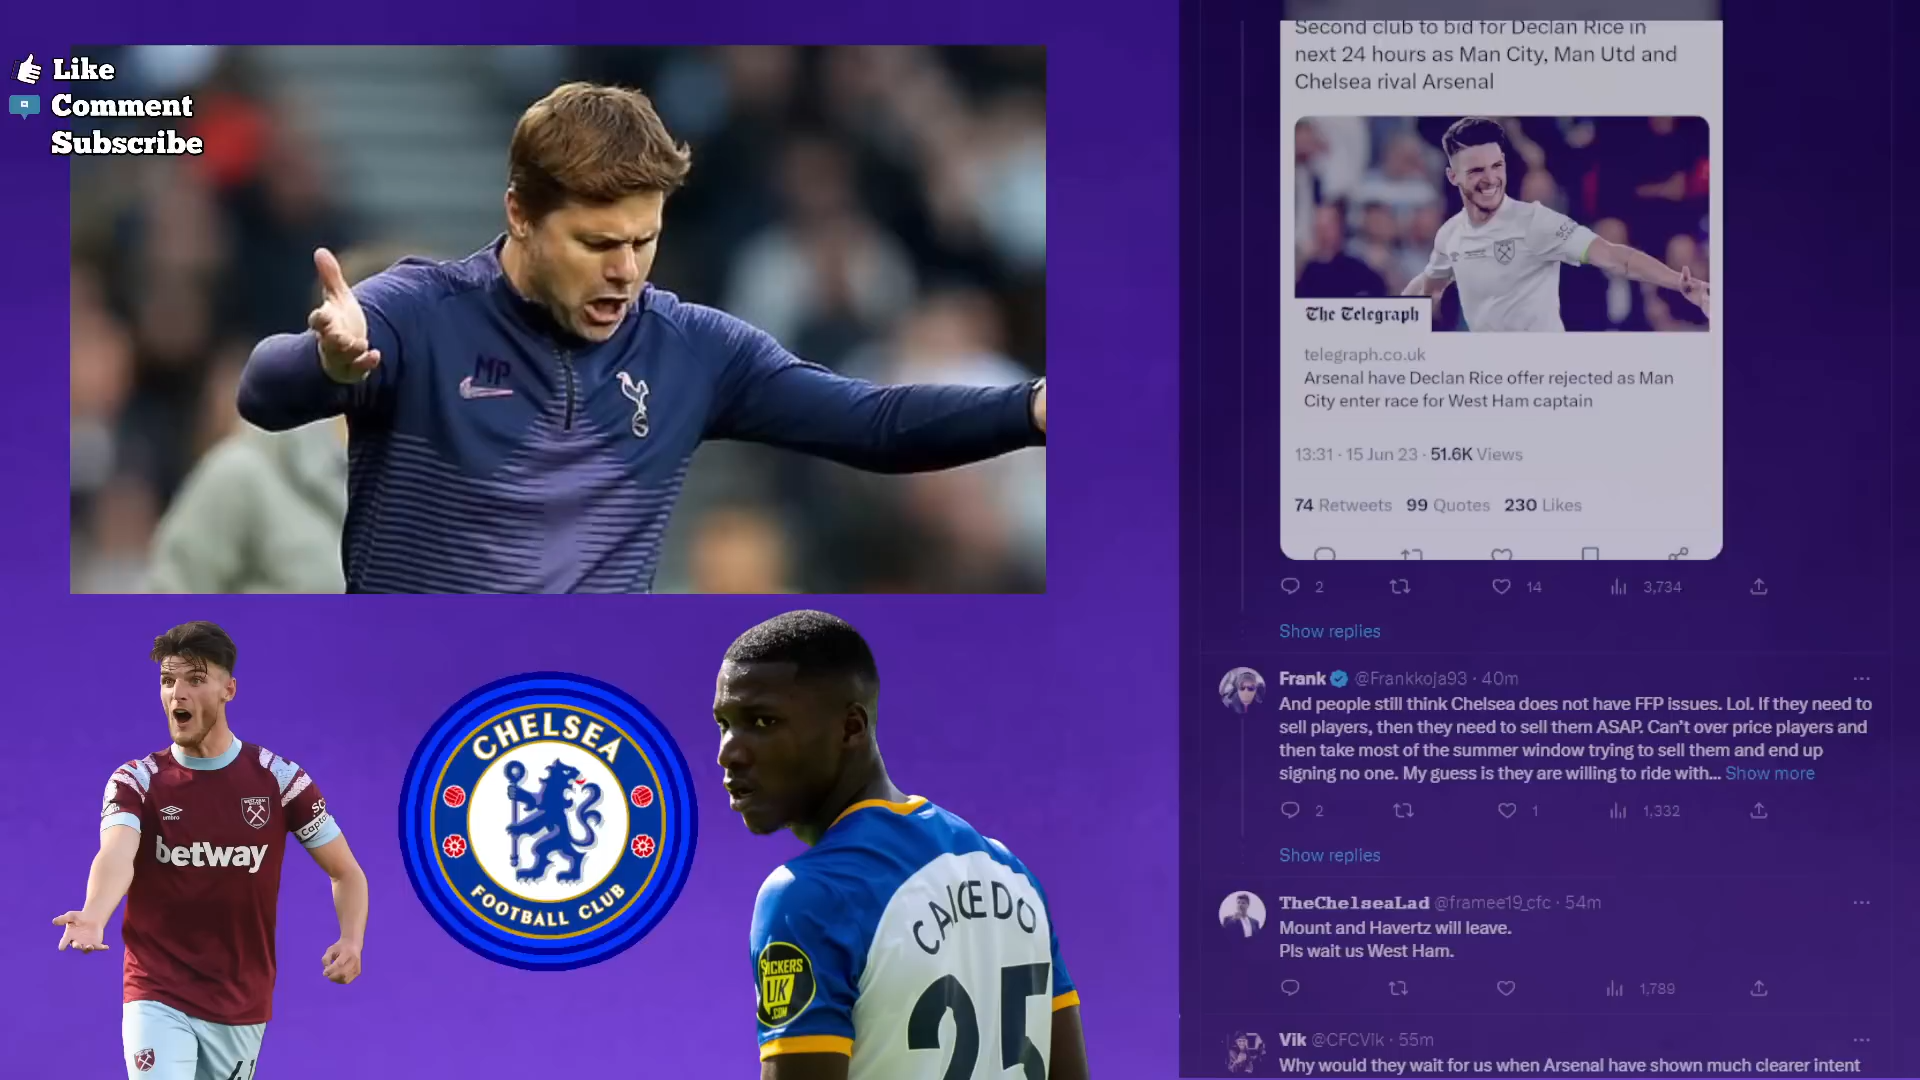 Like
Comment
Subscribe
MP
umbro
betway
CHELSEA
FOOTBALL CLUB
CAICEDO
25
STICKERS
UK
.COM
Second club to bid for Declan Rice in
next 24 hours as Man City, Man Utd and
Chelsea rival Arsenal
The Telegraph
telegraph.co.uk
Arsenal have Declan Rice offer rejected as Man
City enter race for West Ham captain
13:31 · 15 Jun 23 · 51.6K Views
74 Retweets 99 Quotes 230 Likes
2 14 3,734
Show replies
Frank @Frankkoja93 · 40m
And people still think Chelsea does not have FFP issues. Lol. If they need to
sell players, then they need to sell them ASAP. Can't over price players and
then take most of the summer window trying to sell them and end up
signing no one. My guess is they are willing to ride with... Show more
2 1 1,332
Show replies
TheChelseaLad @framee19_cfc · 54m
Mount and Havertz will leave.
Pls wait us West Ham.
1,789
Vik @CFCVik · 55m
Why would they wait for us when Arsenal have shown much clearer intent